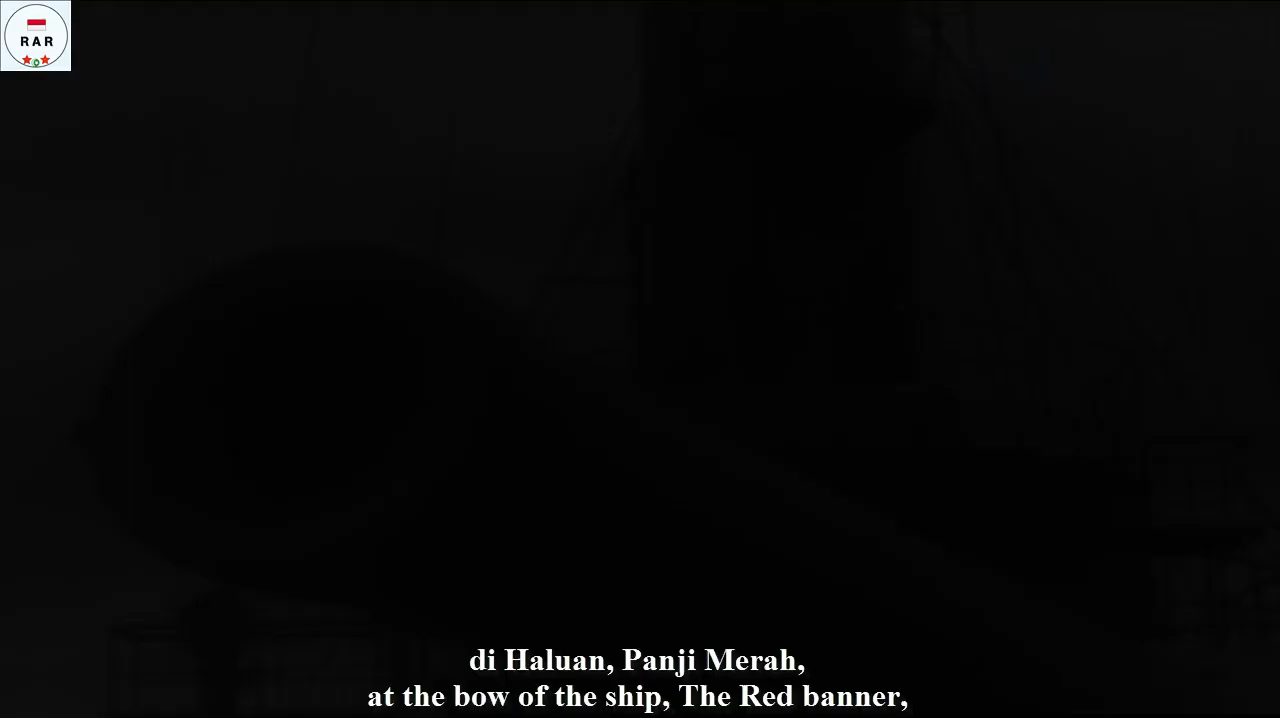 RAR
di Haluan, Panji Merah,
at the bow of the ship, The Red banner,